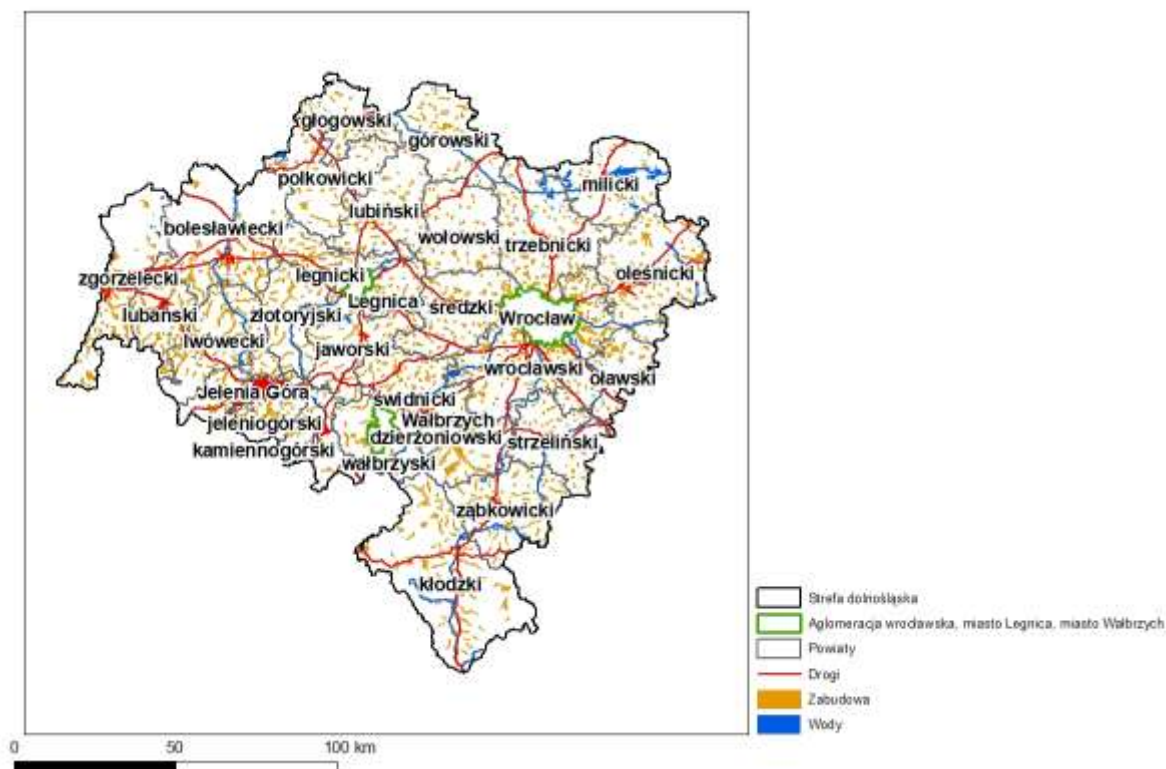 głogowski
górowski
polkowicki
milicki
lubiński
bolesławiecki
wołowski
trzebnicki
zgorzelecki
legnicki
oleśnicki
lubański
złotoryjski
Legnica
średzki
Wrocław
lwówecki
jaworski
wrocławski
oławski
Jelenia Góra
świdnicki
jeleniogórski
Wałbrzych
kamiennogórski
dzierżoniowski
strzeliński
wałbrzyski
ząbkowicki
kłodzki
Strefa dolnośląska
Aglomeracja wrocławska, miasto Legnica, miasto Wałbrzych
Powiaty
Drogi
Zabudowa
Wody
0 50 100 km